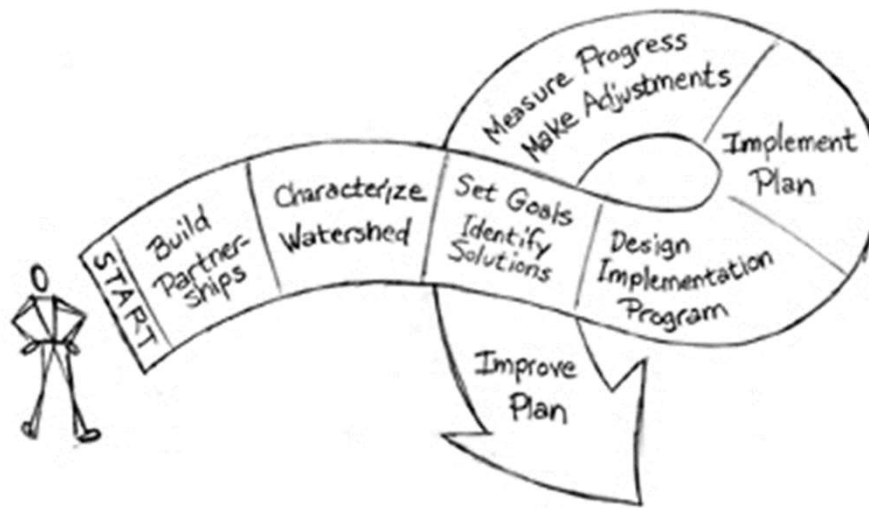 START
Build
Partner-
ships
Characterize
Watershed
Set Goals
Identify
Solutions
Design
Implementation
Program
Implement
Plan
Measure Progress
Make Adjustments
Improve
Plan